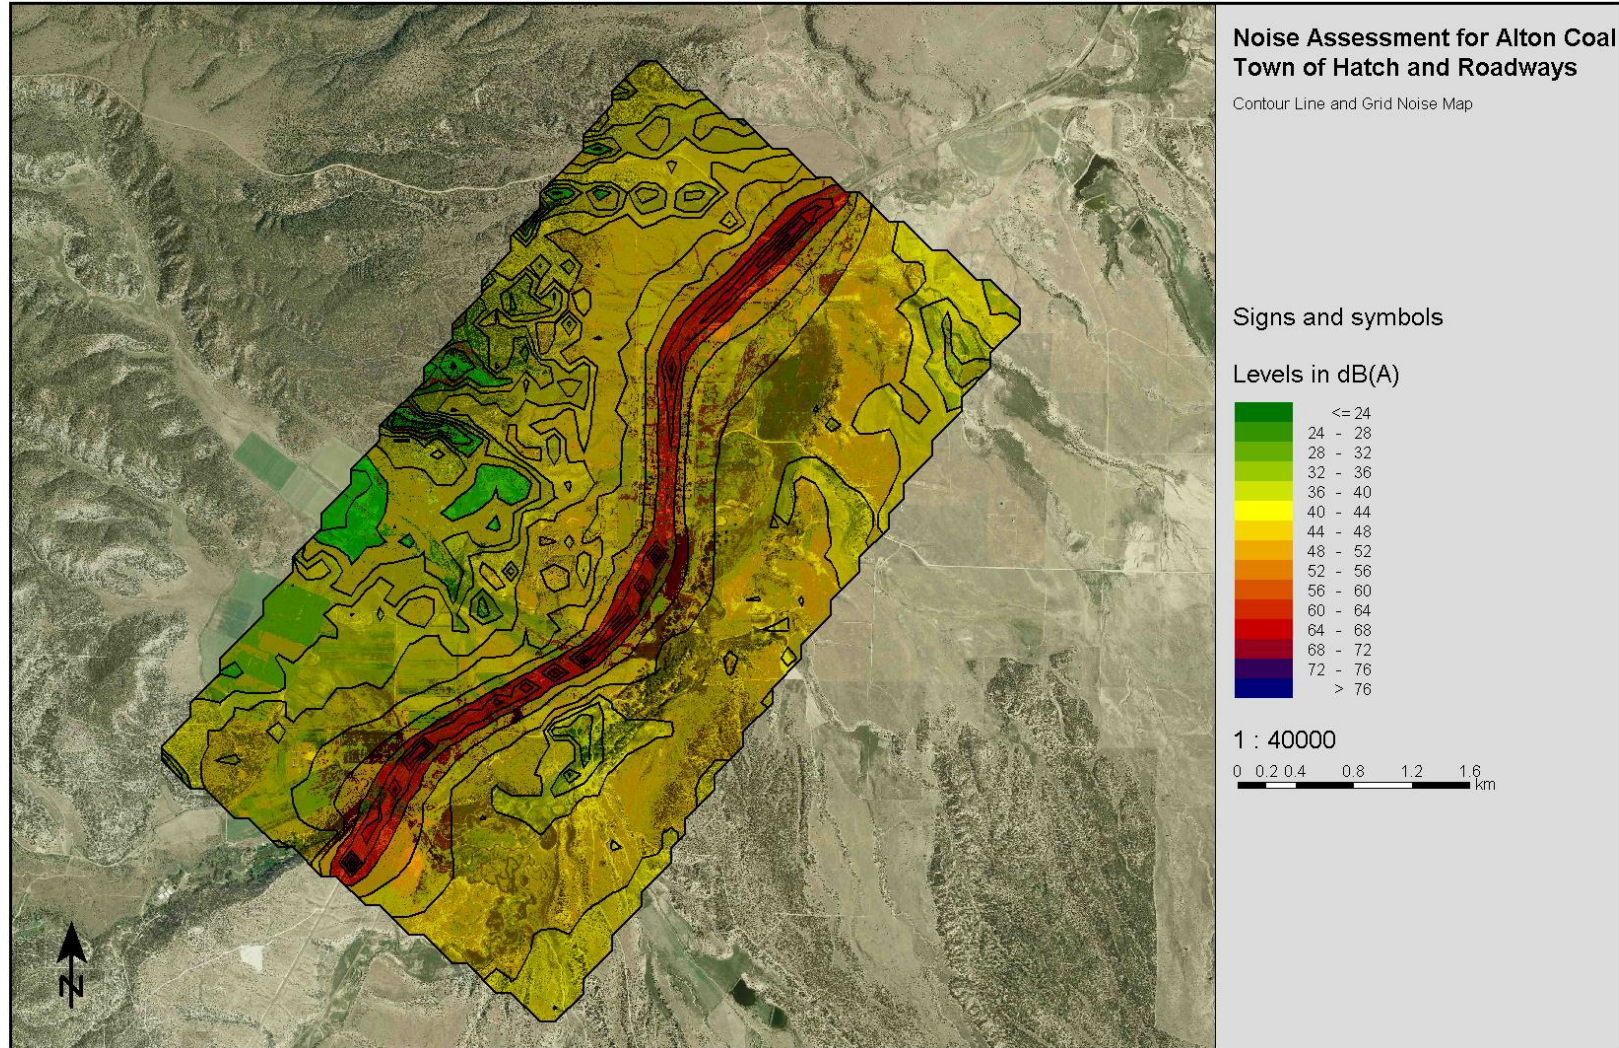 Noise Assessment for Alton Coal
Town of Hatch and Roadways
Contour Line and Grid Noise Map
Signs and symbols
Levels in dB(A)
<= 24
24 - 28
28 - 32
32 - 36
36 - 40
40 - 44
44 - 48
48 - 52
52 - 56
56 - 60
60 - 64
64 - 68
68 - 72
72 - 76
> 76
1 : 40000
0 0.2 0.4 0.8 1.2 1.6
km
N